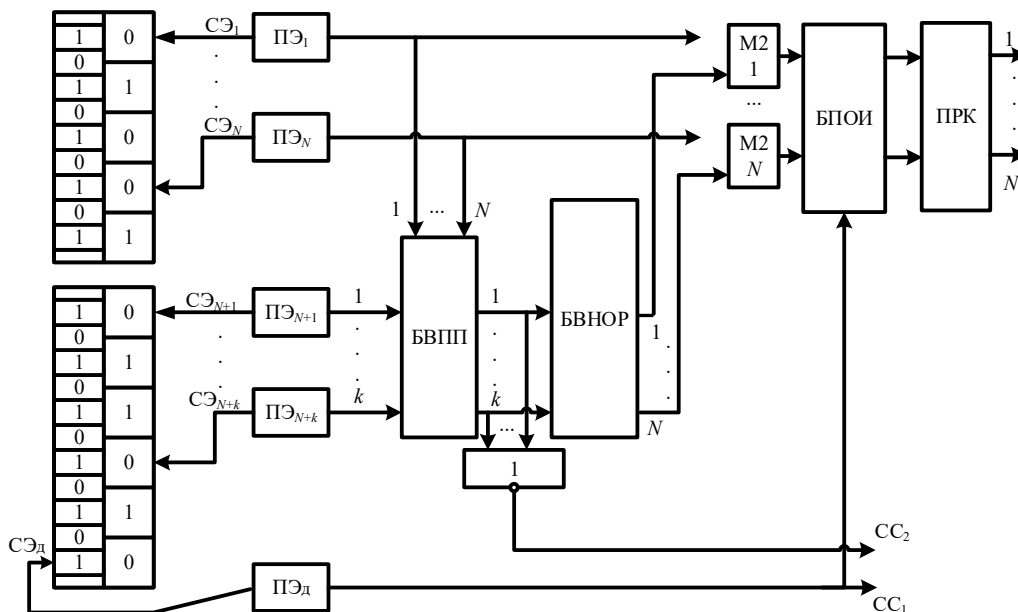 1 0 СЭ1 ПЭ1 М2 1 БПОИ ПРК 1
0
1 1
0 ...
1 0 СЭN ПЭN М2 N
0
1 0 N
0
1 1 1 ... N
1 0 СЭN+1 ПЭN+1 1 БВПП 1 БВНОР 1
0
1 1
0
1 1 СЭN+k ПЭN+k k k N
0 ...
1 0 1
0
1 1
0 СС2
СЭд 1 0 ПЭд
СС1